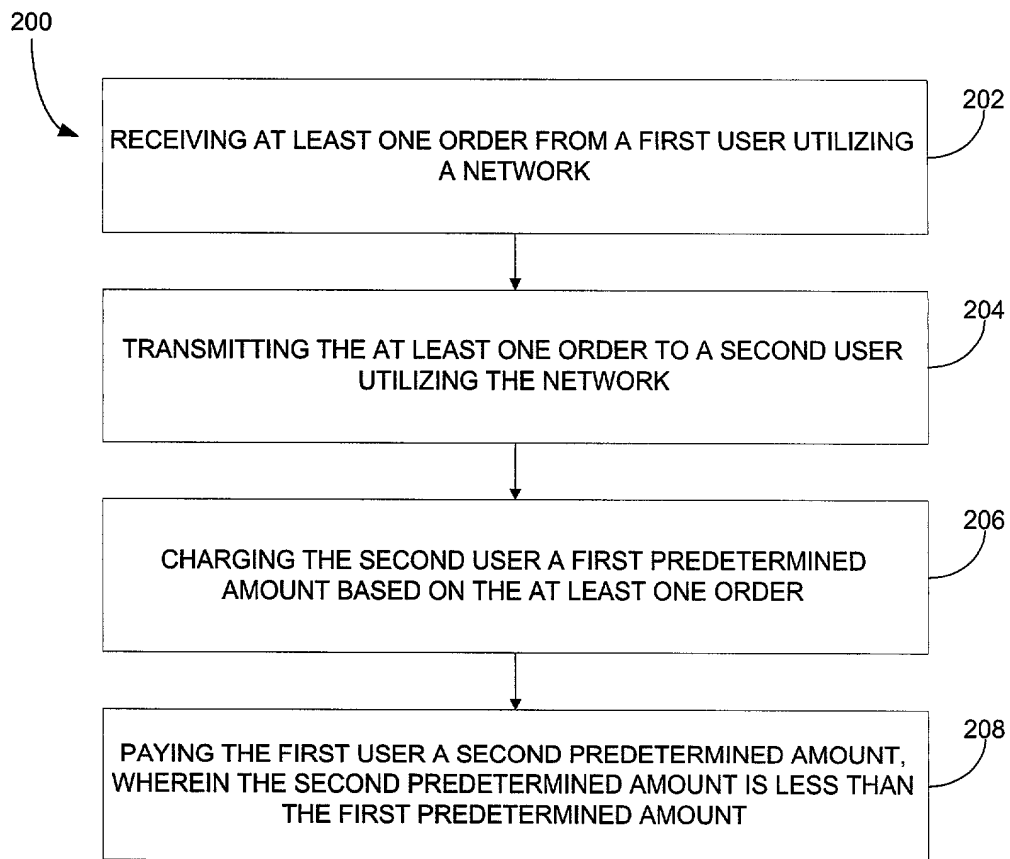 200
202
RECEIVING AT LEAST ONE ORDER FROM A FIRST USER UTILIZING
A NETWORK
204
TRANSMITTING THE AT LEAST ONE ORDER TO A SECOND USER
UTILIZING THE NETWORK
206
CHARGING THE SECOND USER A FIRST PREDETERMINED
AMOUNT BASED ON THE AT LEAST ONE ORDER
208
PAYING THE FIRST USER A SECOND PREDETERMINED AMOUNT,
WHEREIN THE SECOND PREDETERMINED AMOUNT IS LESS THAN
THE FIRST PREDETERMINED AMOUNT